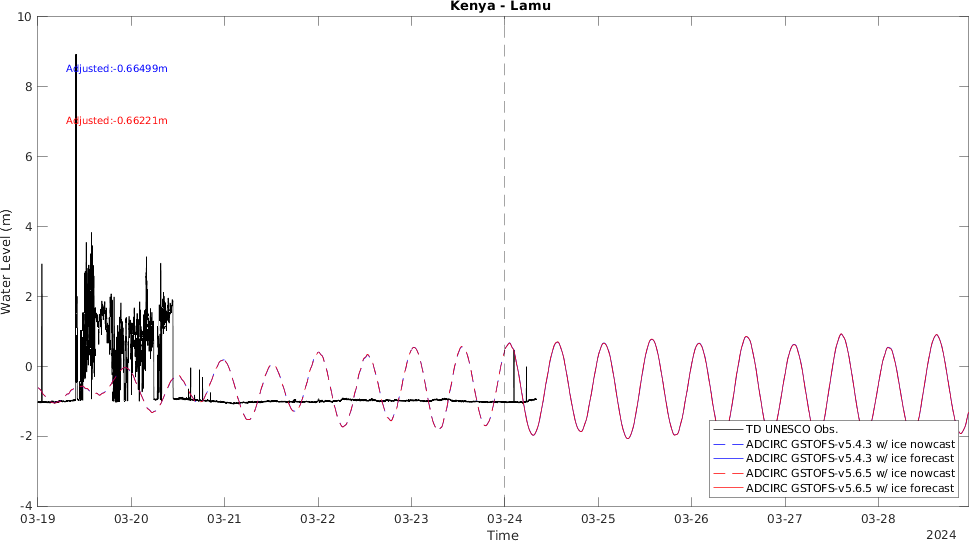 Kenya - Lamu
10
8
6
4
2
0
-2
-4
Water Level (m)
Adjusted:-0.66499m
Adjusted:-0.66221m
TD UNESCO Obs.
ADCIRC GSTOFS-v5.4.3 w/ ice nowcast
ADCIRC GSTOFS-v5.4.3 w/ ice forecast
ADCIRC GSTOFS-v5.6.5 w/ ice nowcast
ADCIRC GSTOFS-v5.6.5 w/ ice forecast
03-19 03-20 03-21 03-22 03-23 03-24 03-25 03-26 03-27 03-28
Time
2024